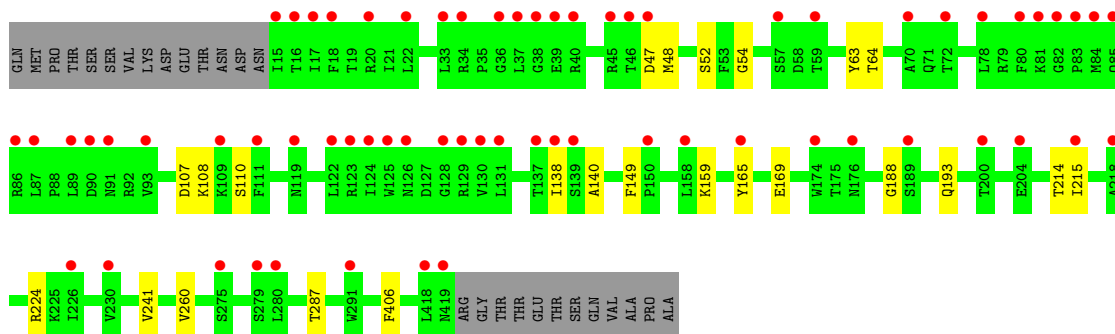 GLN MET PRO THR SER SER VAL LYS ASP GLU THR ASN ASP ASN I15 T16 I17 F18 T19 R20 I21 L22 L33 R34 P35 G36 L37 G38 E39 R40 R45 T46 D47 M48 S52 F53 G54 S57 D58 T59 Y63 T64 A70 Q71 T72 L78 R79 F80 K81 G82 P83 M84 Q85
R86 L87 P88 L89 D90 N91 R92 V93 D107 K108 K109 S110 F111 N119 L122 R123 I124 W125 N126 D127 G128 R129 V130 L131 T137 I138 S139 A140 F149 P150 L158 K159 Y165 E169 W174 T175 N176 G188 S189 Q193 T200 E204 T214 I215 A218
R224 K225 I226 V230 V241 V260 S275 S279 L280 T287 W291 F406 L418 N419 ARG GLY THR THR GLU THR SER GLN VAL ALA PRO ALA